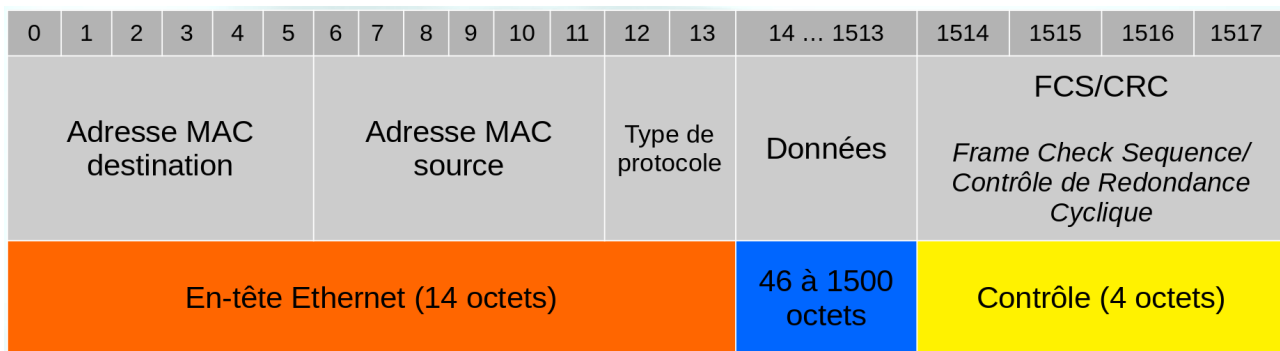 0 1 2 3 4 5 6 7 8 9 10 11 12 13 14 ... 1513 1514 1515 1516 1517
Adresse MAC
destination
Adresse MAC
source
Type de
protocole
Données
FCS/CRC
Frame Check Sequence/
Contrôle de Redondance
Cyclique
En-tête Ethernet (14 octets)
46 à 1500
octets
Contrôle (4 octets)